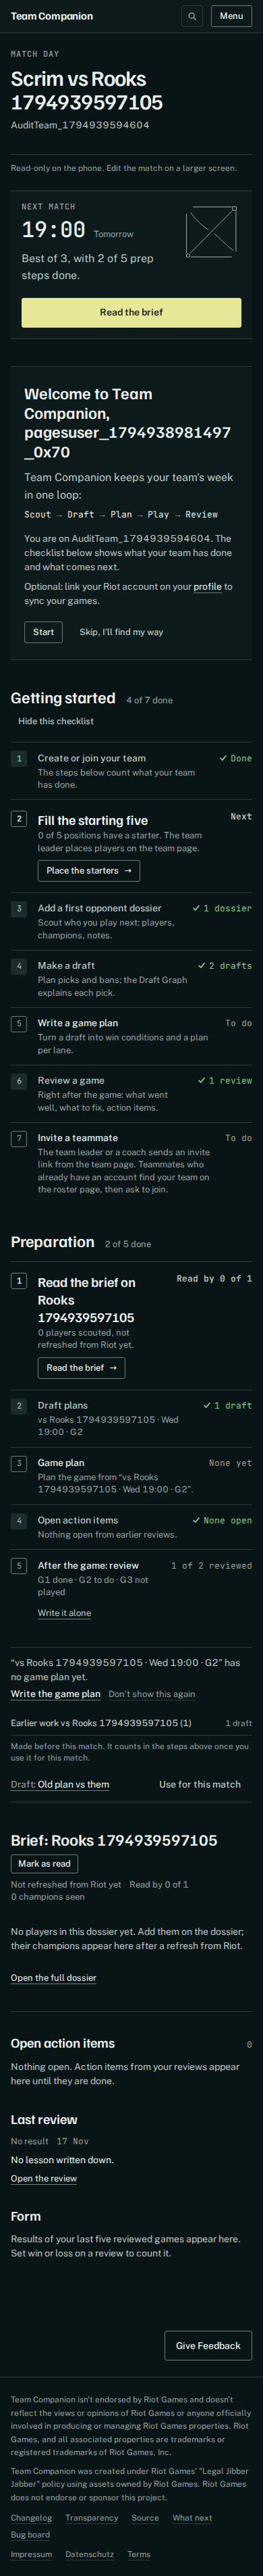 Team Companion
Menu
MATCH DAY
Scrim vs Rooks
1794939597105
AuditTeam_1794939594604
Read-only on the phone. Edit the match on a larger screen.
NEXT MATCH
19:00 Tomorrow
Best of 3, with 2 of 5 prep
steps done.
Read the brief
Welcome to Team
Companion,
pagesuser_1794938981497
_0x70
Team Companion keeps your team's week
in one loop:
Scout → Draft → Plan → Play → Review
You are on AuditTeam_1794939594604. The
checklist below shows what your team has done
and what comes next.
Optional: link your Riot account on your profile to
sync your games.
Start
Skip, I'll find my way
Getting started 4 of 7 done
Hide this checklist
1 Create or join your team ✓ Done
The steps below count what your team
has done.
2 Fill the starting five Next
0 of 5 positions have a starter. The team
leader places players on the team page.
Place the starters →
3 Add a first opponent dossier ✓ 1 dossier
Scout who you play next: players,
champions, notes.
4 Make a draft ✓ 2 drafts
Plan picks and bans; the Draft Graph
explains each pick.
5 Write a game plan To do
Turn a draft into win conditions and a plan
per lane.
6 Review a game ✓ 1 review
Right after the game: what went
well, what to fix, action items.
7 Invite a teammate To do
The team leader or a coach sends an invite
link from the team page. Teammates who
already have an account find your team on
the roster page, then ask to join.
Preparation 2 of 5 done
1 Read the brief on Read by 0 of 1
Rooks
1794939597105
0 players scouted, not
refreshed from Riot yet.
Read the brief →
2 Draft plans ✓ 1 draft
vs Rooks 1794939597105 · Wed
19:00 · G2
3 Game plan None yet
Plan the game from “vs Rooks
1794939597105 · Wed 19:00 · G2”.
4 Open action items ✓ None open
Nothing open from earlier reviews.
5 After the game: review 1 of 2 reviewed
G1 done · G2 to do · G3 not
played
Write it alone
“vs Rooks 1794939597105 · Wed 19:00 · G2” has
no game plan yet.
Write the game plan Don't show this again
Earlier work vs Rooks 1794939597105 (1) 1 draft
Made before this match. It counts in the steps above once you
use it for this match.
Draft: Old plan vs them Use for this match
Brief: Rooks 1794939597105
Mark as read
Not refreshed from Riot yet Read by 0 of 1
0 champions seen
No players in this dossier yet. Add them on the dossier;
their champions appear here after a refresh from Riot.
Open the full dossier
Open action items 0
Nothing open. Action items from your reviews appear
here until they are done.
Last review
No result 17 Nov
No lesson written down.
Open the review
Form
Results of your last five reviewed games appear here.
Set win or loss on a review to count it.
Give Feedback
Team Companion isn't endorsed by Riot Games and doesn't
reflect the views or opinions of Riot Games or anyone officially
involved in producing or managing Riot Games properties. Riot
Games, and all associated properties are trademarks or
registered trademarks of Riot Games, Inc.
Team Companion was created under Riot Games' "Legal Jibber
Jabber" policy using assets owned by Riot Games. Riot Games
does not endorse or sponsor this project.
Changelog Transparency Source What next
Bug board
Impressum Datenschutz Terms